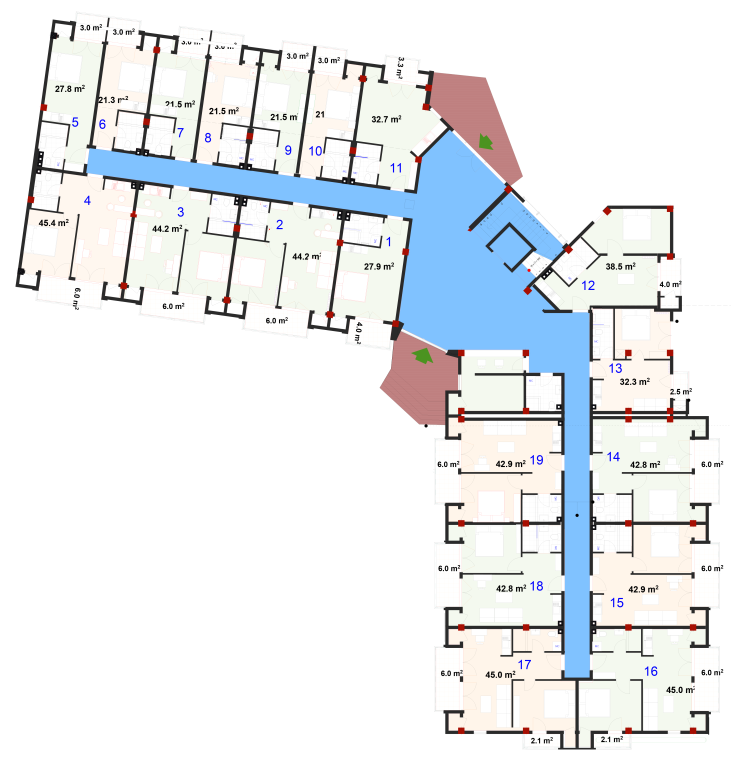 3.0 m²
3.0 m²
3.0 m²
3.0 m²
3.3 m²
27.8 m²
21.5 m²
21.5 m²
21.5 m
21
32.7 m²
5
6
7
8
9
10
11
4
3
2
1
45.4 m²
44.2 m²
44.2 m²
27.9 m²
6.0 m²
6.0 m²
6.0 m²
4.0 m²
38.5 m²
12
4.0 m²
13
32.3 m²
2.5 m²
6.0 m²
42.9 m²
19
14
42.8 m²
6.0 m²
6.0 m²
42.8 m²
18
15
42.9 m²
6.0 m²
6.0 m²
45.0 m²
17
16
45.0 m²
6.0 m²
2.1 m²
2.1 m²